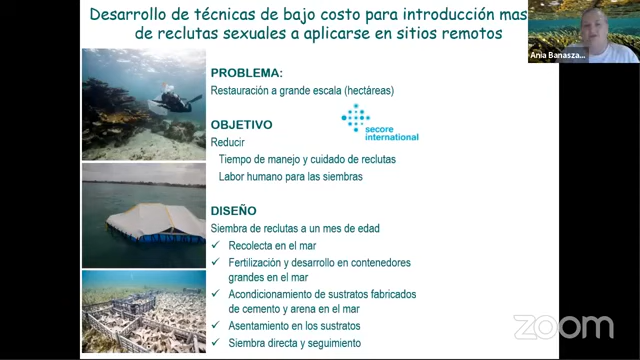 Desarrollo de técnicas de bajo costo para introducción mas
de reclutas sexuales a aplicarse en sitios remotos
Ania Banasza...
PROBLEMA:
Restauración a grande escala (hectáreas)
secore
international
OBJETIVO
Reducir
Tiempo de manejo y cuidado de reclutas
Labor humano para las siembras
DISEÑO
Siembra de reclutas a un mes de edad
✓ Recolecta en el mar
✓ Fertilización y desarrollo en contenedores
grandes en el mar
✓ Acondicionamiento de sustratos fabricados
de cemento y arena en el mar
✓ Asentamiento en los sustratos
✓ Siembra directa y seguimiento
zoom